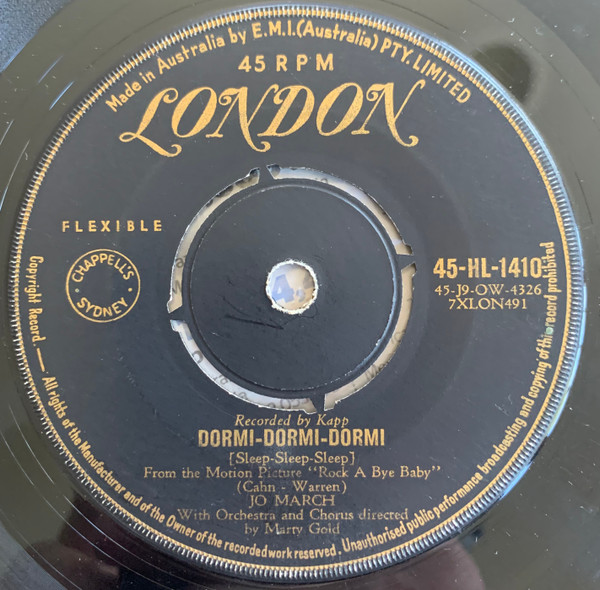 Made in Australia by E.M.I.(Australia) PTY. LIMITED
45 RPM
LONDON
FLEXIBLE
CHAPPELL'S
SYDNEY
45-HL-1410
45-J9-OW-4326
7XLON491
Recorded by Kapp
DORMI-DORMI-DORMI
[Sleep-Sleep-Sleep]
From the Motion Picture "Rock A Bye Baby"
(Cahn - Warren)
JO MARCH
With Orchestra and Chorus directed
by Marty Gold
Copyright Record. — All rights of the Manufacturer and of the Owner of the recorded work reserved. Unauthorised public performance broadcasting and copying of this record prohibited